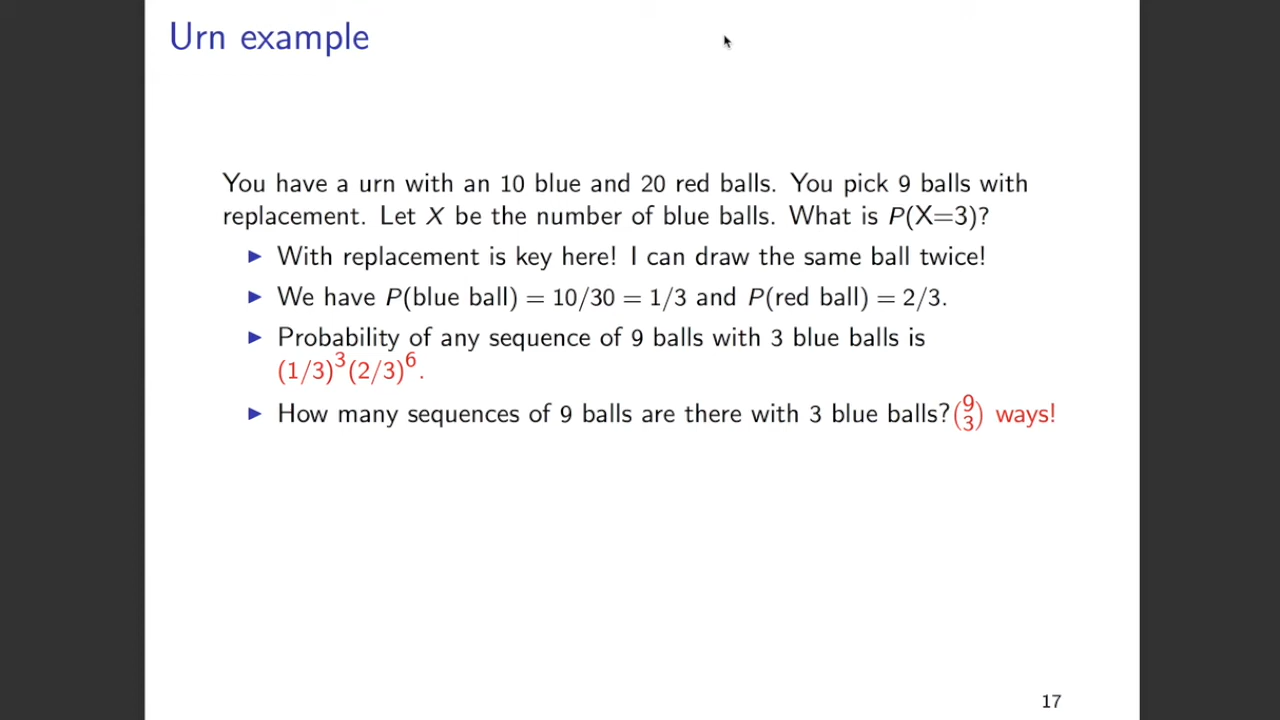 Urn example
You have a urn with an 10 blue and 20 red balls. You pick 9 balls with
replacement. Let X be the number of blue balls. What is P(X=3)?
▶ With replacement is key here! I can draw the same ball twice!
▶ We have P(blue ball) = 10/30 = 1/3 and P(red ball) = 2/3.
▶ Probability of any sequence of 9 balls with 3 blue balls is
(1/3)³(2/3)⁶.
▶ How many sequences of 9 balls are there with 3 blue balls?(9 3) ways!
17